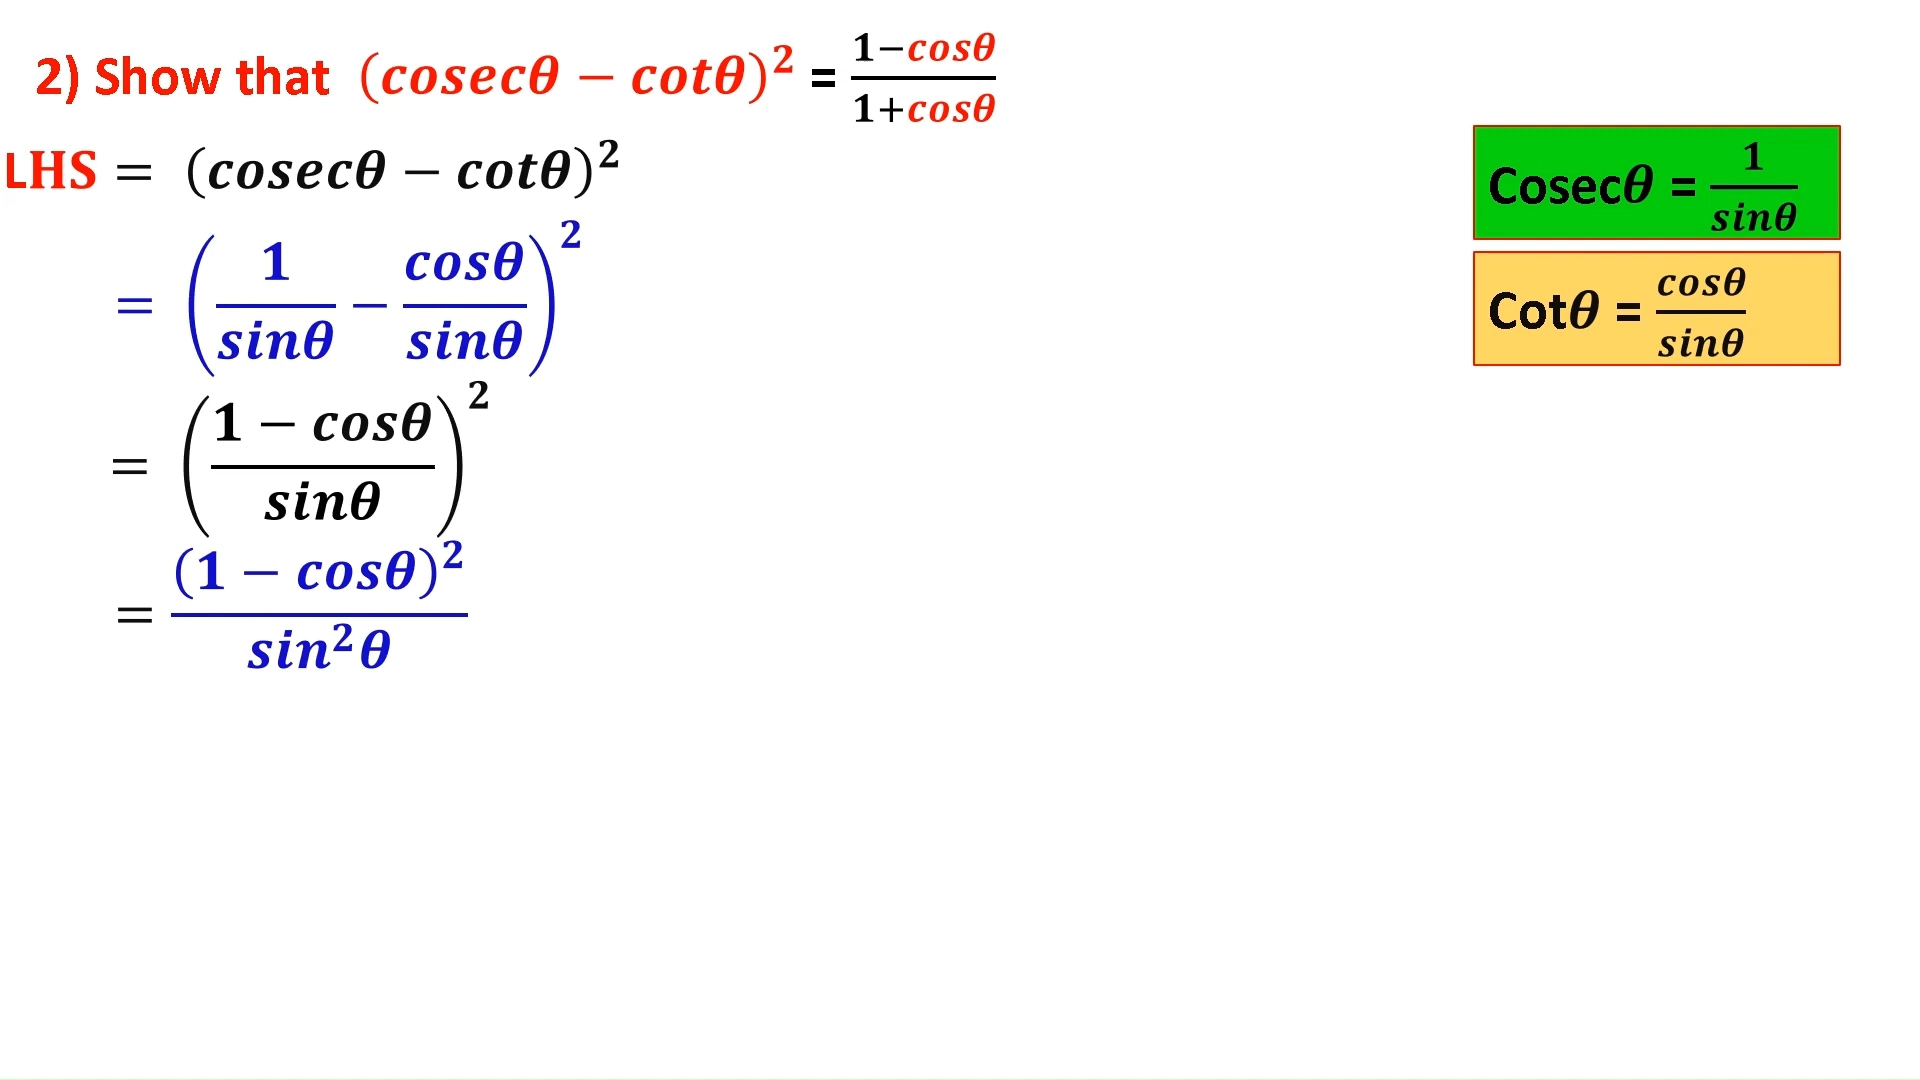 2) Show that (cosecθ − cotθ)² = (1−cosθ)/(1+cosθ)
LHS = (cosecθ − cotθ)²
= (1/sinθ − cosθ/sinθ)²
= ((1 − cosθ)/sinθ)²
= (1 − cosθ)²/sin²θ
Cosecθ = 1/sinθ
Cotθ = cosθ/sinθ